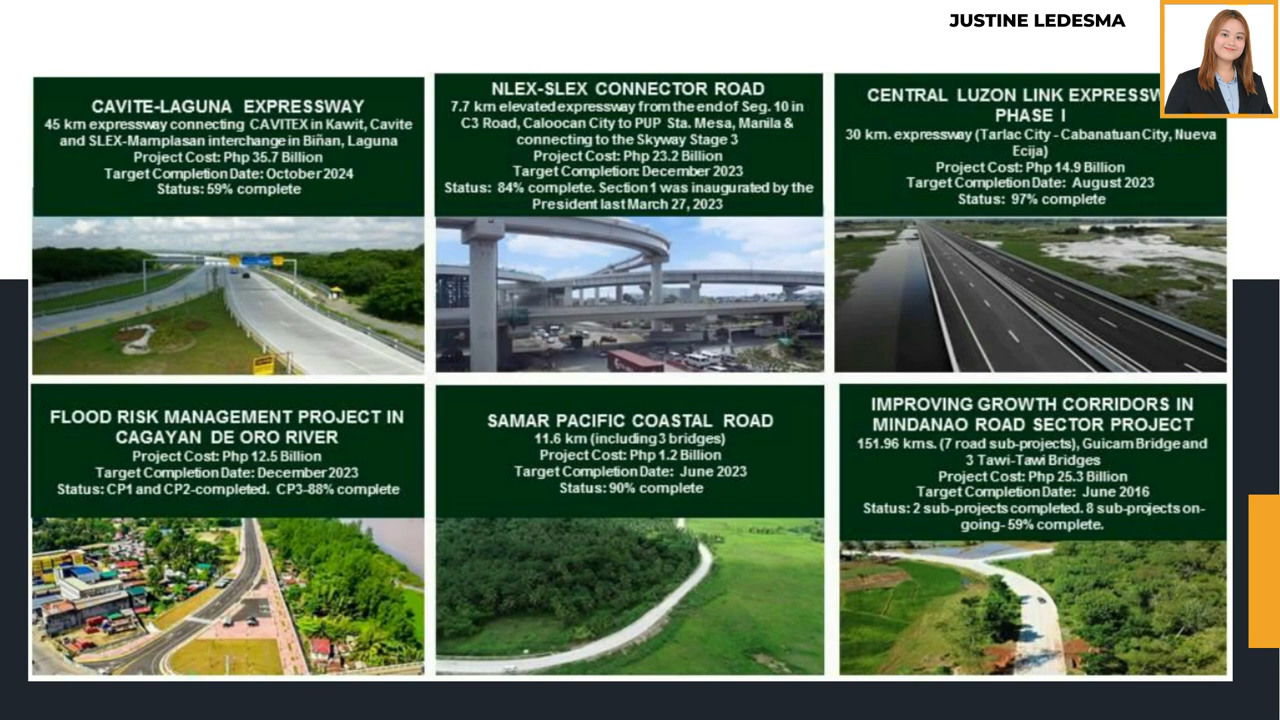 JUSTINE LEDESMA
CAVITE-LAGUNA EXPRESSWAY
45 km expressway connecting CAVITEX in Kawit, Cavite
and SLEX-Mamplasan interchange in Biñan, Laguna
Project Cost: Php 35.7 Billion
Target Completion Date: October 2024
Status: 59% complete
NLEX-SLEX CONNECTOR ROAD
7.7 km elevated expressway from the end of Seg. 10 in
C3 Road, Caloocan City to PUP Sta. Mesa, Manila &
connecting to the Skyway Stage 3
Project Cost: Php 23.2 Billion
Target Completion: December 2023
Status: 84% complete. Section 1 was inaugurated by the
President last March 27, 2023
CENTRAL LUZON LINK EXPRESSW
PHASE I
30 km. expressway (Tarlac City - Cabanatuan City, Nueva
Ecija)
Project Cost: Php 14.9 Billion
Target Completion Date: August 2023
Status: 97% complete
FLOOD RISK MANAGEMENT PROJECT IN
CAGAYAN DE ORO RIVER
Project Cost: Php 12.5 Billion
Target Completion Date: December 2023
Status: CP1 and CP2-completed. CP3-88% complete
SAMAR PACIFIC COASTAL ROAD
11.6 km (including 3 bridges)
Project Cost: Php 1.2 Billion
Target Completion Date: June 2023
Status: 90% complete
IMPROVING GROWTH CORRIDORS IN
MINDANAO ROAD SECTOR PROJECT
151.96 kms. (7 road sub-projects), Guicam Bridge and
3 Tawi-Tawi Bridges
Project Cost: Php 25.3 Billion
Target Completion Date: June 2016
Status: 2 sub-projects completed. 8 sub-projects on-
going- 59% complete.